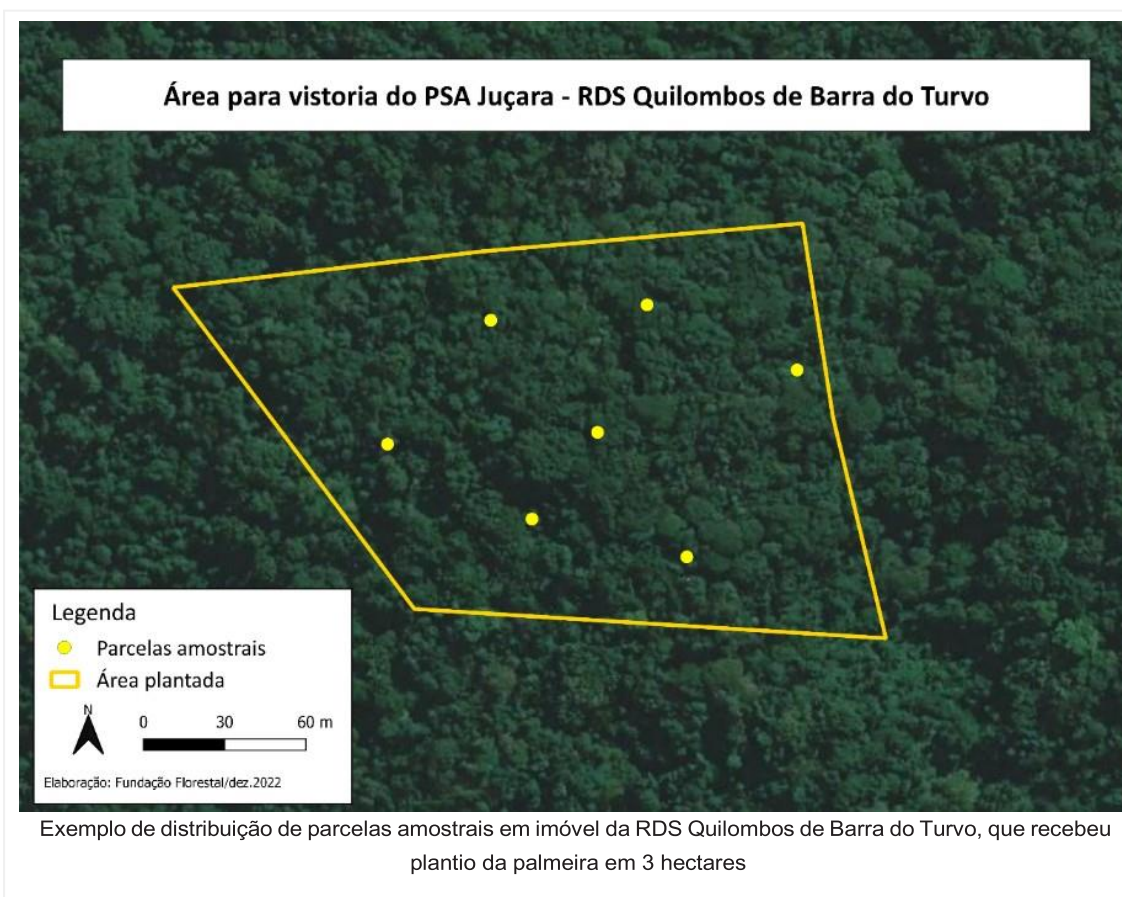 Área para vistoria do PSA Juçara - RDS Quilombos de Barra do Turvo
Legenda
Parcelas amostrais
Área plantada
N
0 30 60 m
Elaboração: Fundação Florestal/dez.2022
Exemplo de distribuição de parcelas amostrais em imóvel da RDS Quilombos de Barra do Turvo, que recebeu
plantio da palmeira em 3 hectares